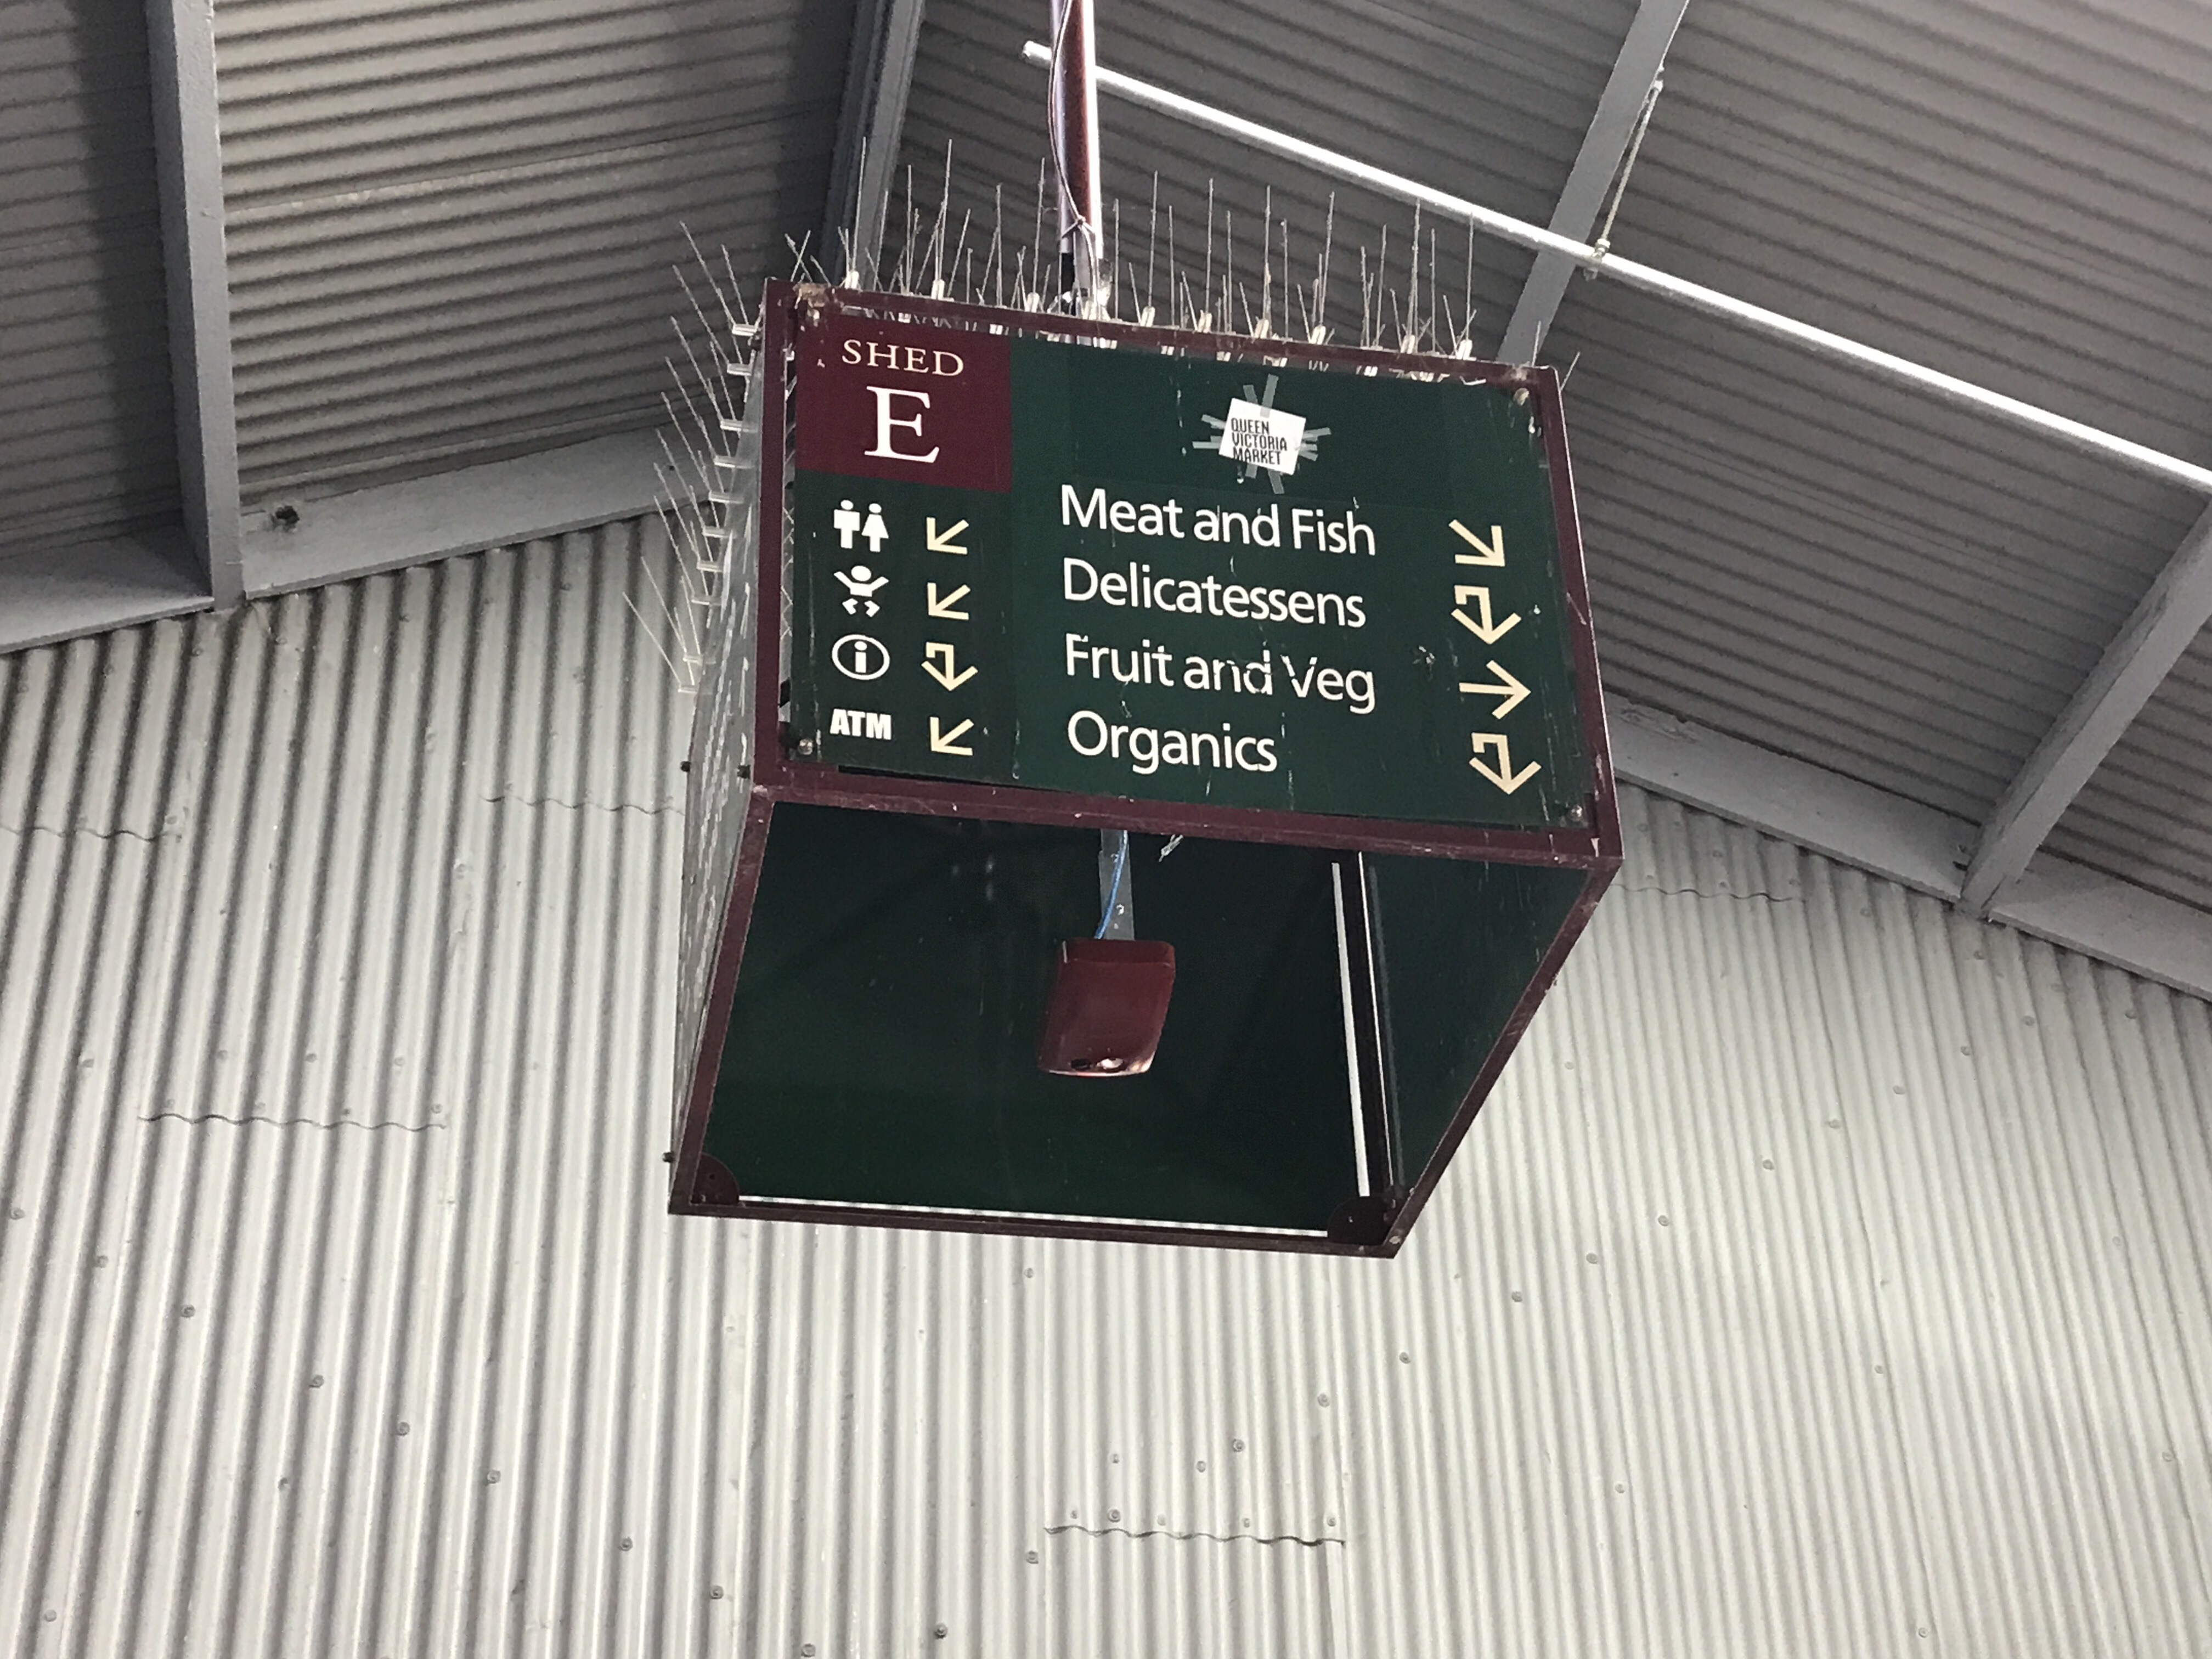 SHED
E
QUEEN
VICTORIA
MARKET
Meat and Fish
Delicatessens
Fruit and Veg
Organics
i
ATM